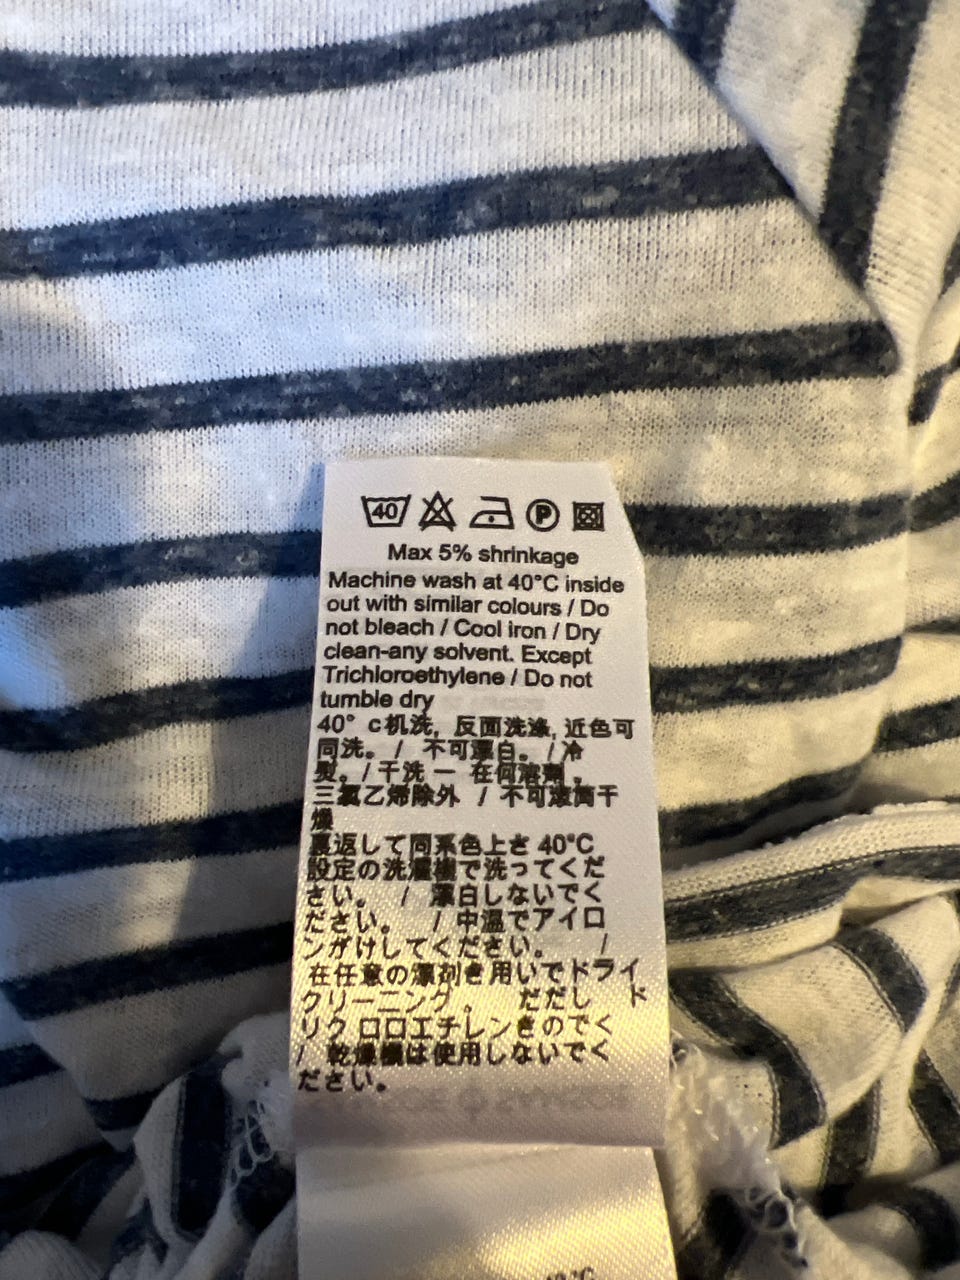 40 P
Max 5% shrinkage
Machine wash at 40°C inside
out with similar colours / Do
not bleach / Cool iron / Dry
clean-any solvent. Except
Trichloroethylene / Do not
tumble dry
40° c机洗, 反面洗涤, 近色可
同洗。 / 不可漂白。 / 冷
熨。 / 干洗 一 在何溶劑 。
三氯乙烯除外 / 不可滚筒干
燥
裏返して同系色上さ 40°C
設定の洗濯機で洗ってくだ
さい。 / 漂白しないでく
ださい。 / 中温でアイロ
ンがけしてください。 /
在任意の漂剤き用いでドライ
クリーニング 。 だだし ド
リク ロロエチレンきのでく
/ 乾燥機は使用しないでく
ださい。